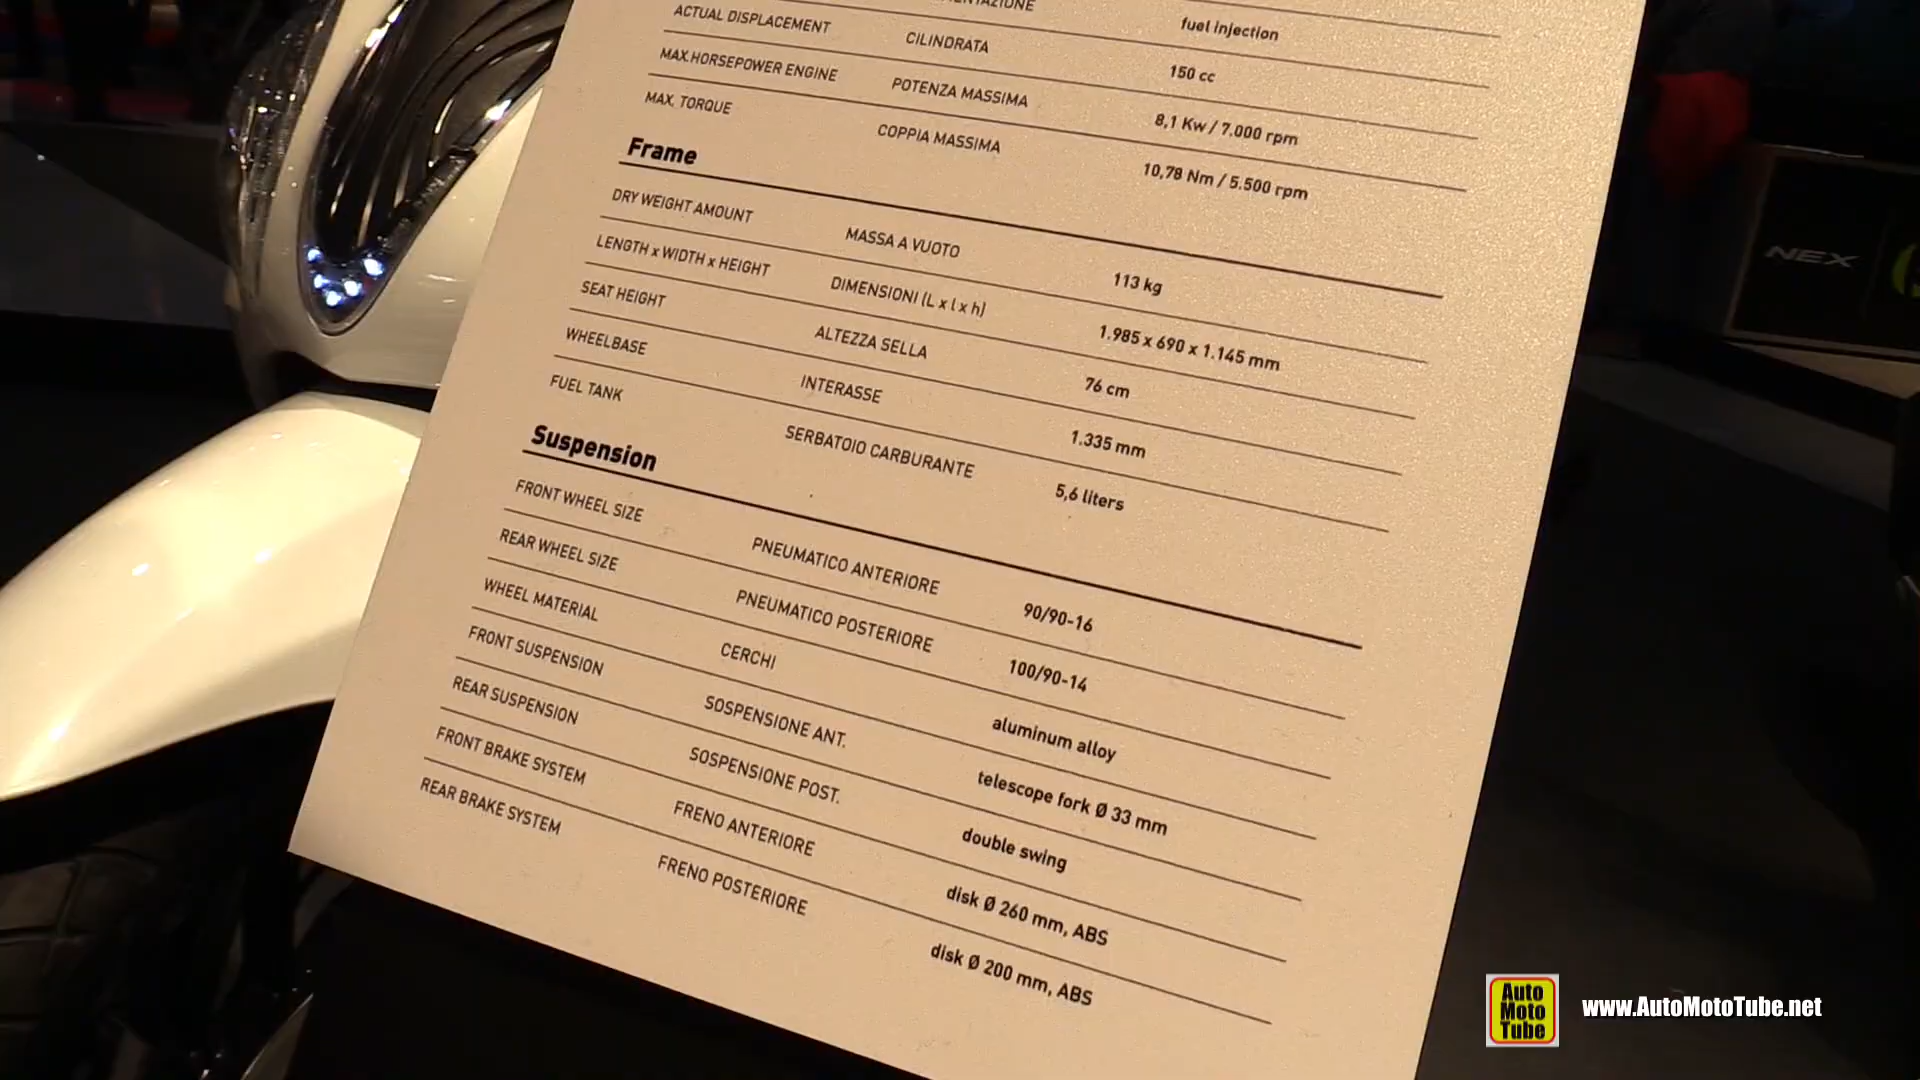 fuel injection
ACTUAL DISPLACEMENT CILINDRATA 150 cc
MAX.HORSEPOWER ENGINE POTENZA MASSIMA 8,1 Kw / 7.000 rpm
MAX. TORQUE COPPIA MASSIMA 10,78 Nm / 5.500 rpm
Frame
DRY WEIGHT AMOUNT MASSA A VUOTO 113 kg
LENGTH x WIDTH x HEIGHT DIMENSIONI (L x l x h) 1.985 x 690 x 1.145 mm
SEAT HEIGHT ALTEZZA SELLA 76 cm
WHEELBASE INTERASSE 1.335 mm
FUEL TANK SERBATOIO CARBURANTE 5,6 liters
Suspension
FRONT WHEEL SIZE PNEUMATICO ANTERIORE 90/90-16
REAR WHEEL SIZE PNEUMATICO POSTERIORE 100/90-14
WHEEL MATERIAL CERCHI aluminum alloy
FRONT SUSPENSION SOSPENSIONE ANT. telescope fork Ø 33 mm
REAR SUSPENSION SOSPENSIONE POST. double swing
FRONT BRAKE SYSTEM FRENO ANTERIORE disk Ø 260 mm, ABS
REAR BRAKE SYSTEM FRENO POSTERIORE disk Ø 200 mm, ABS
NEX
Auto
Moto
Tube
www.AutoMotoTube.net